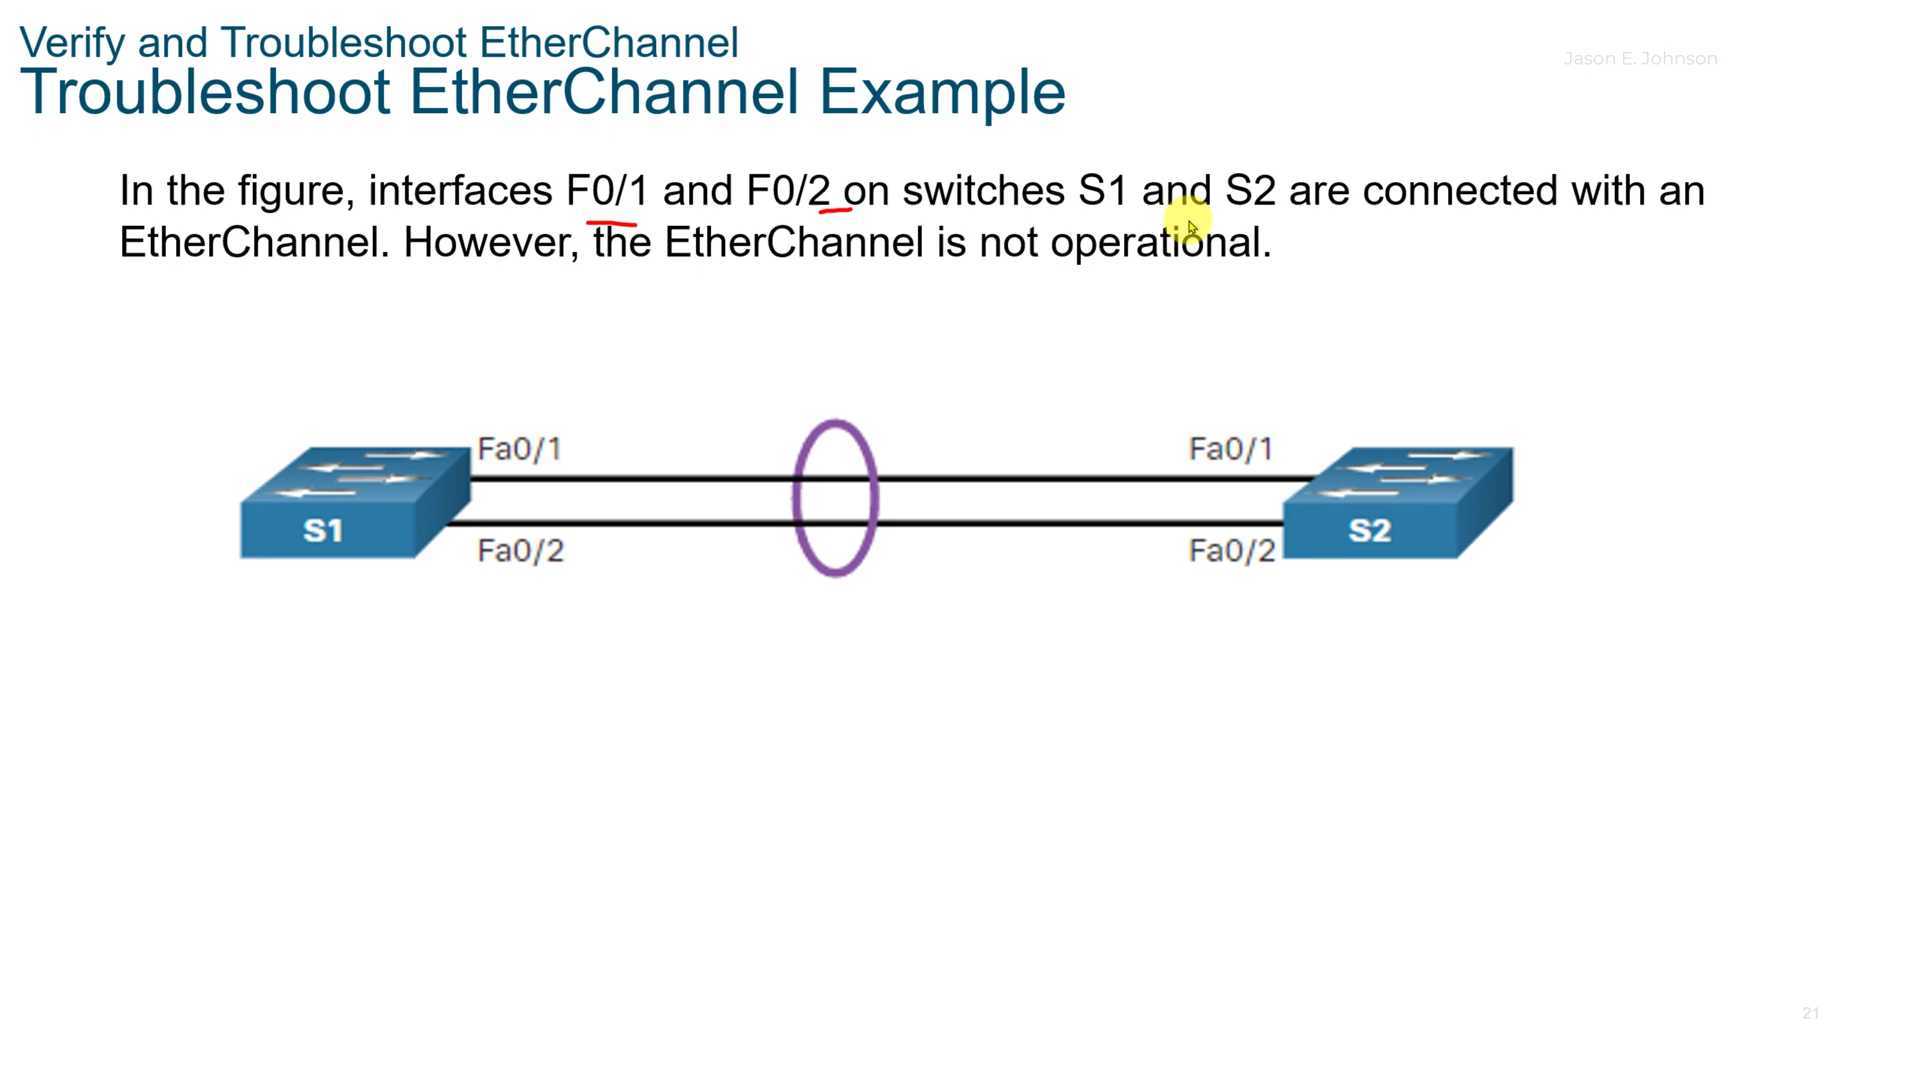 Verify and Troubleshoot EtherChannel
Jason E. Johnson
Troubleshoot EtherChannel Example
In the figure, interfaces F0/1 and F0/2 on switches S1 and S2 are connected with an
EtherChannel. However, the EtherChannel is not operational.
Fa0/1
Fa0/1
S1
S2
Fa0/2
Fa0/2
21